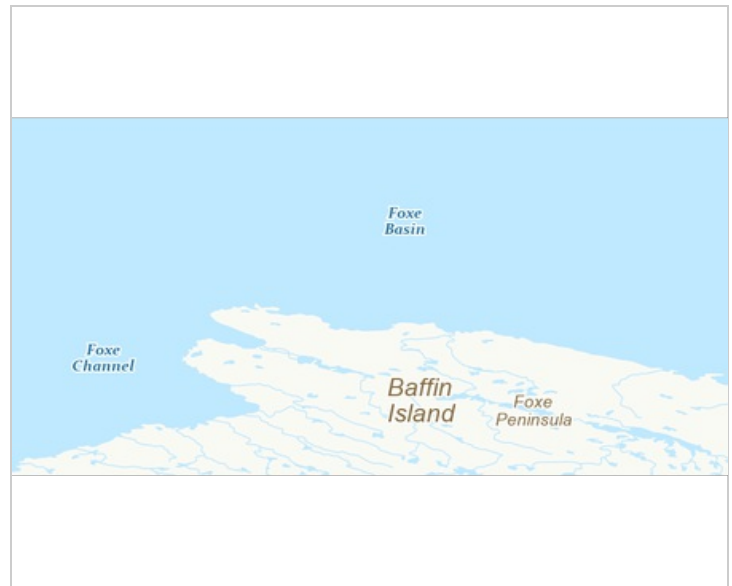 Foxe
Basin
Foxe
Channel
Baffin
Island
Foxe
Peninsula